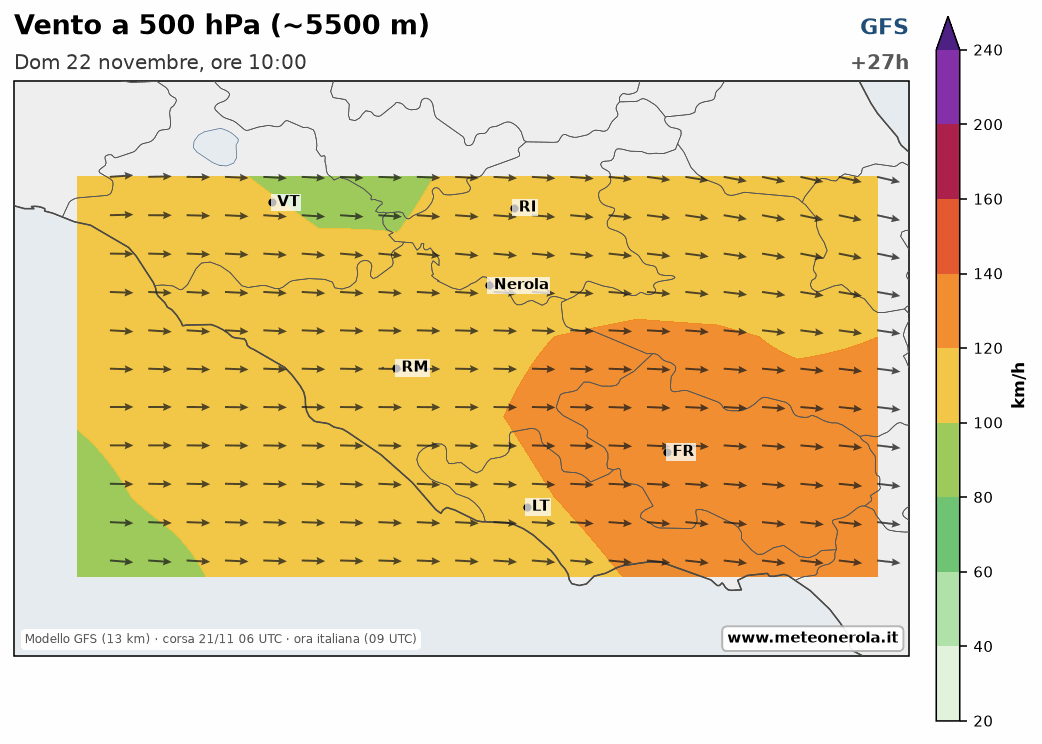 Vento a 500 hPa (~5500 m)
GFS
Dom 22 novembre, ore 10:00
+27h
VT
RI
Nerola
RM
FR
LT
Modello GFS (13 km) · corsa 21/11 06 UTC · ora italiana (09 UTC)
www.meteonerola.it
240
200
160
140
120
100
80
60
40
20
km/h